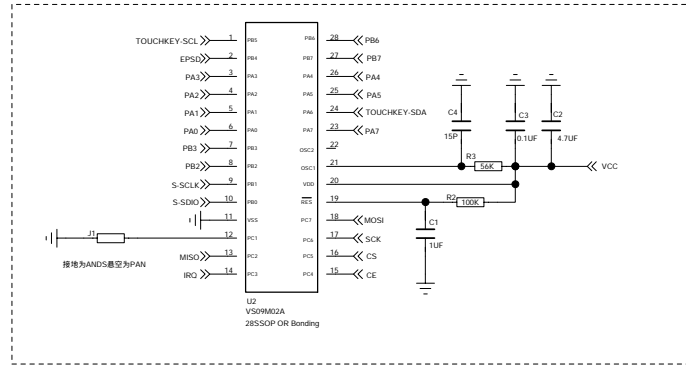 TOUCHKEY-SCL 1 PB5 PB6 28 PB6
EPSD 2 PB4 PB7 27 PB7
PA3 3 PA3 PA4 26 PA4
PA2 4 PA2 PA5 25 PA5
PA1 5 PA1 PA6 24 TOUCHKEY-SDA
PA0 6 PA0 PA7 23 PA7
PB3 7 PB3 OSC2 22
PB2 8 PB2 OSC1 21
S-SCLK 9 PB1 VDD 20
S-SDIO 10 PB0 RES 19
11 VSS PC7 18 MOSI
12 PC1 PC6 17 SCK
MISO 13 PC2 PC5 16 CS
IRQ 14 PC3 PC4 15 CE
C4
15P
C3
0.1UF
C2
4.7UF
R3
56K
VCC
R2
100K
C1
1UF
J1
接地为ANDS悬空为PAN
U2
VS09M02A
28SSOP OR Bonding